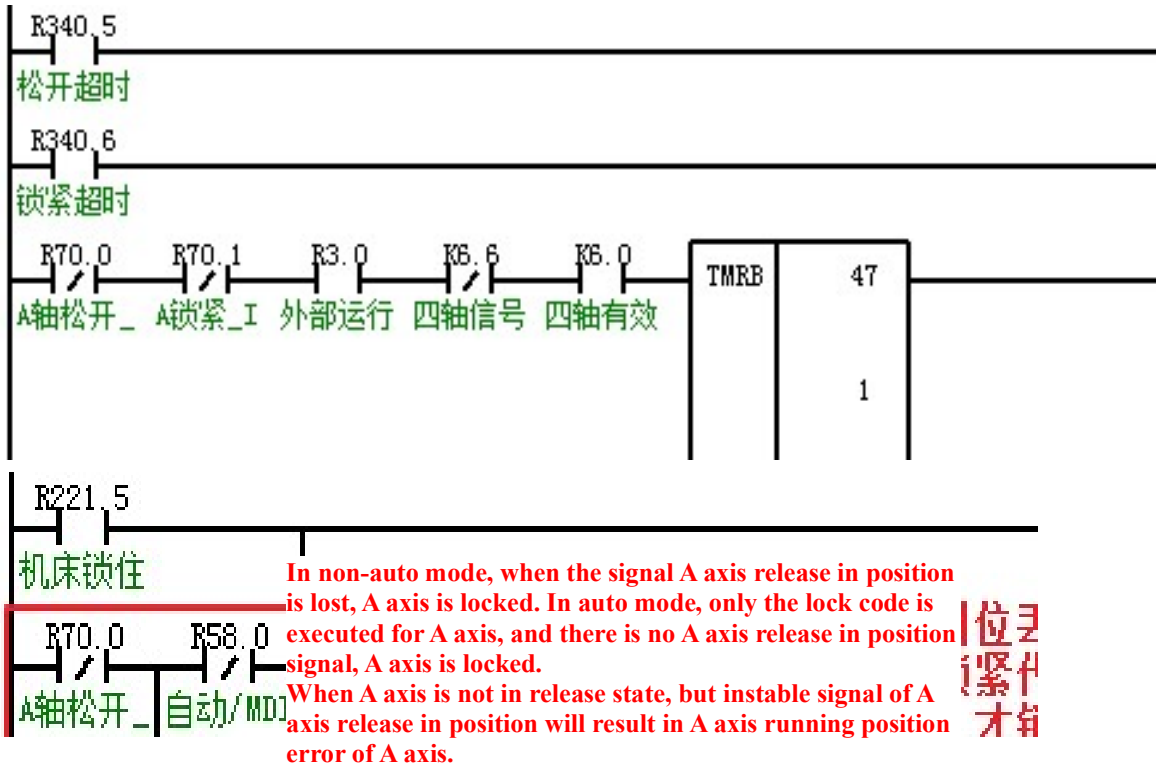 R340.5
松开超时
R340.6
锁紧超时
R70.0 R70.1 R3.0 K6.6 K6.0
TMRB 47
A轴松开_ A锁紧_I 外部运行 四轴信号 四轴有效
1
R221.5
机床锁住
In non-auto mode, when the signal A axis release in position
is lost, A axis is locked. In auto mode, only the lock code is
R70.0 R58.0 executed for A axis, and there is no A axis release in position 位
signal, A axis is locked. 紧
A轴松开_ 自动/MDI When A axis is not in release state, but instable signal of A
axis release in position will result in A axis running position 才
error of A axis.